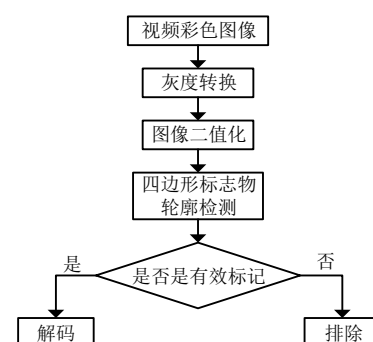 视频彩色图像
灰度转换
图像二值化
四边形标志物
轮廓检测
是
是否是有效标记
否
解码
排除